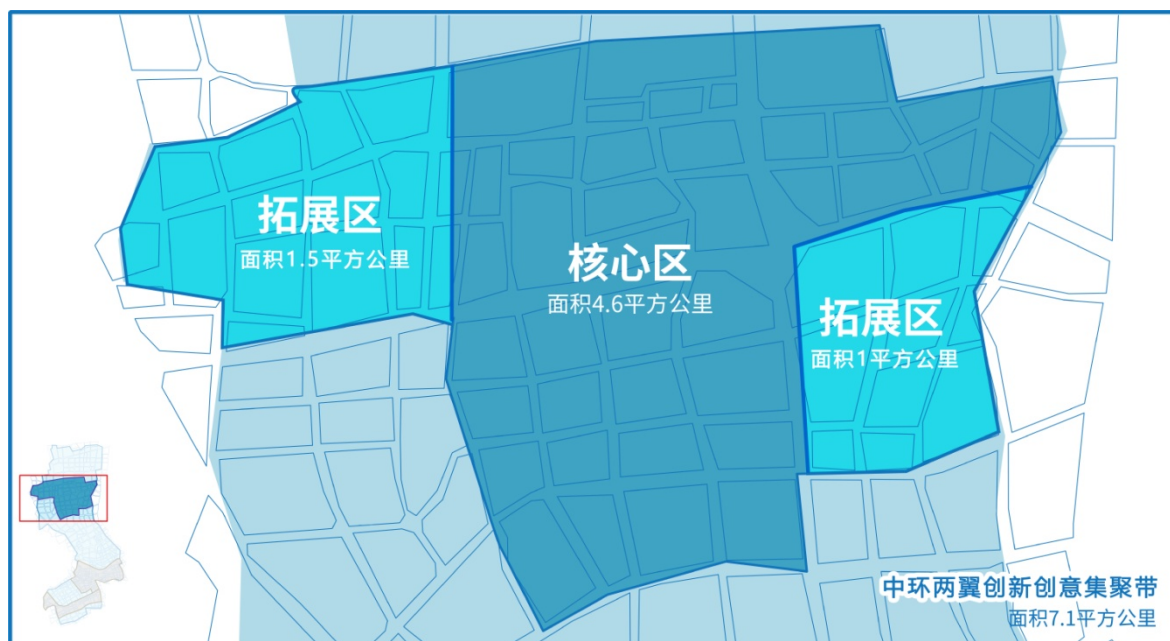 拓展区
面积1.5平方公里
核心区
面积4.6平方公里
拓展区
面积1平方公里
中环两翼创新创意集聚带
面积7.1平方公里